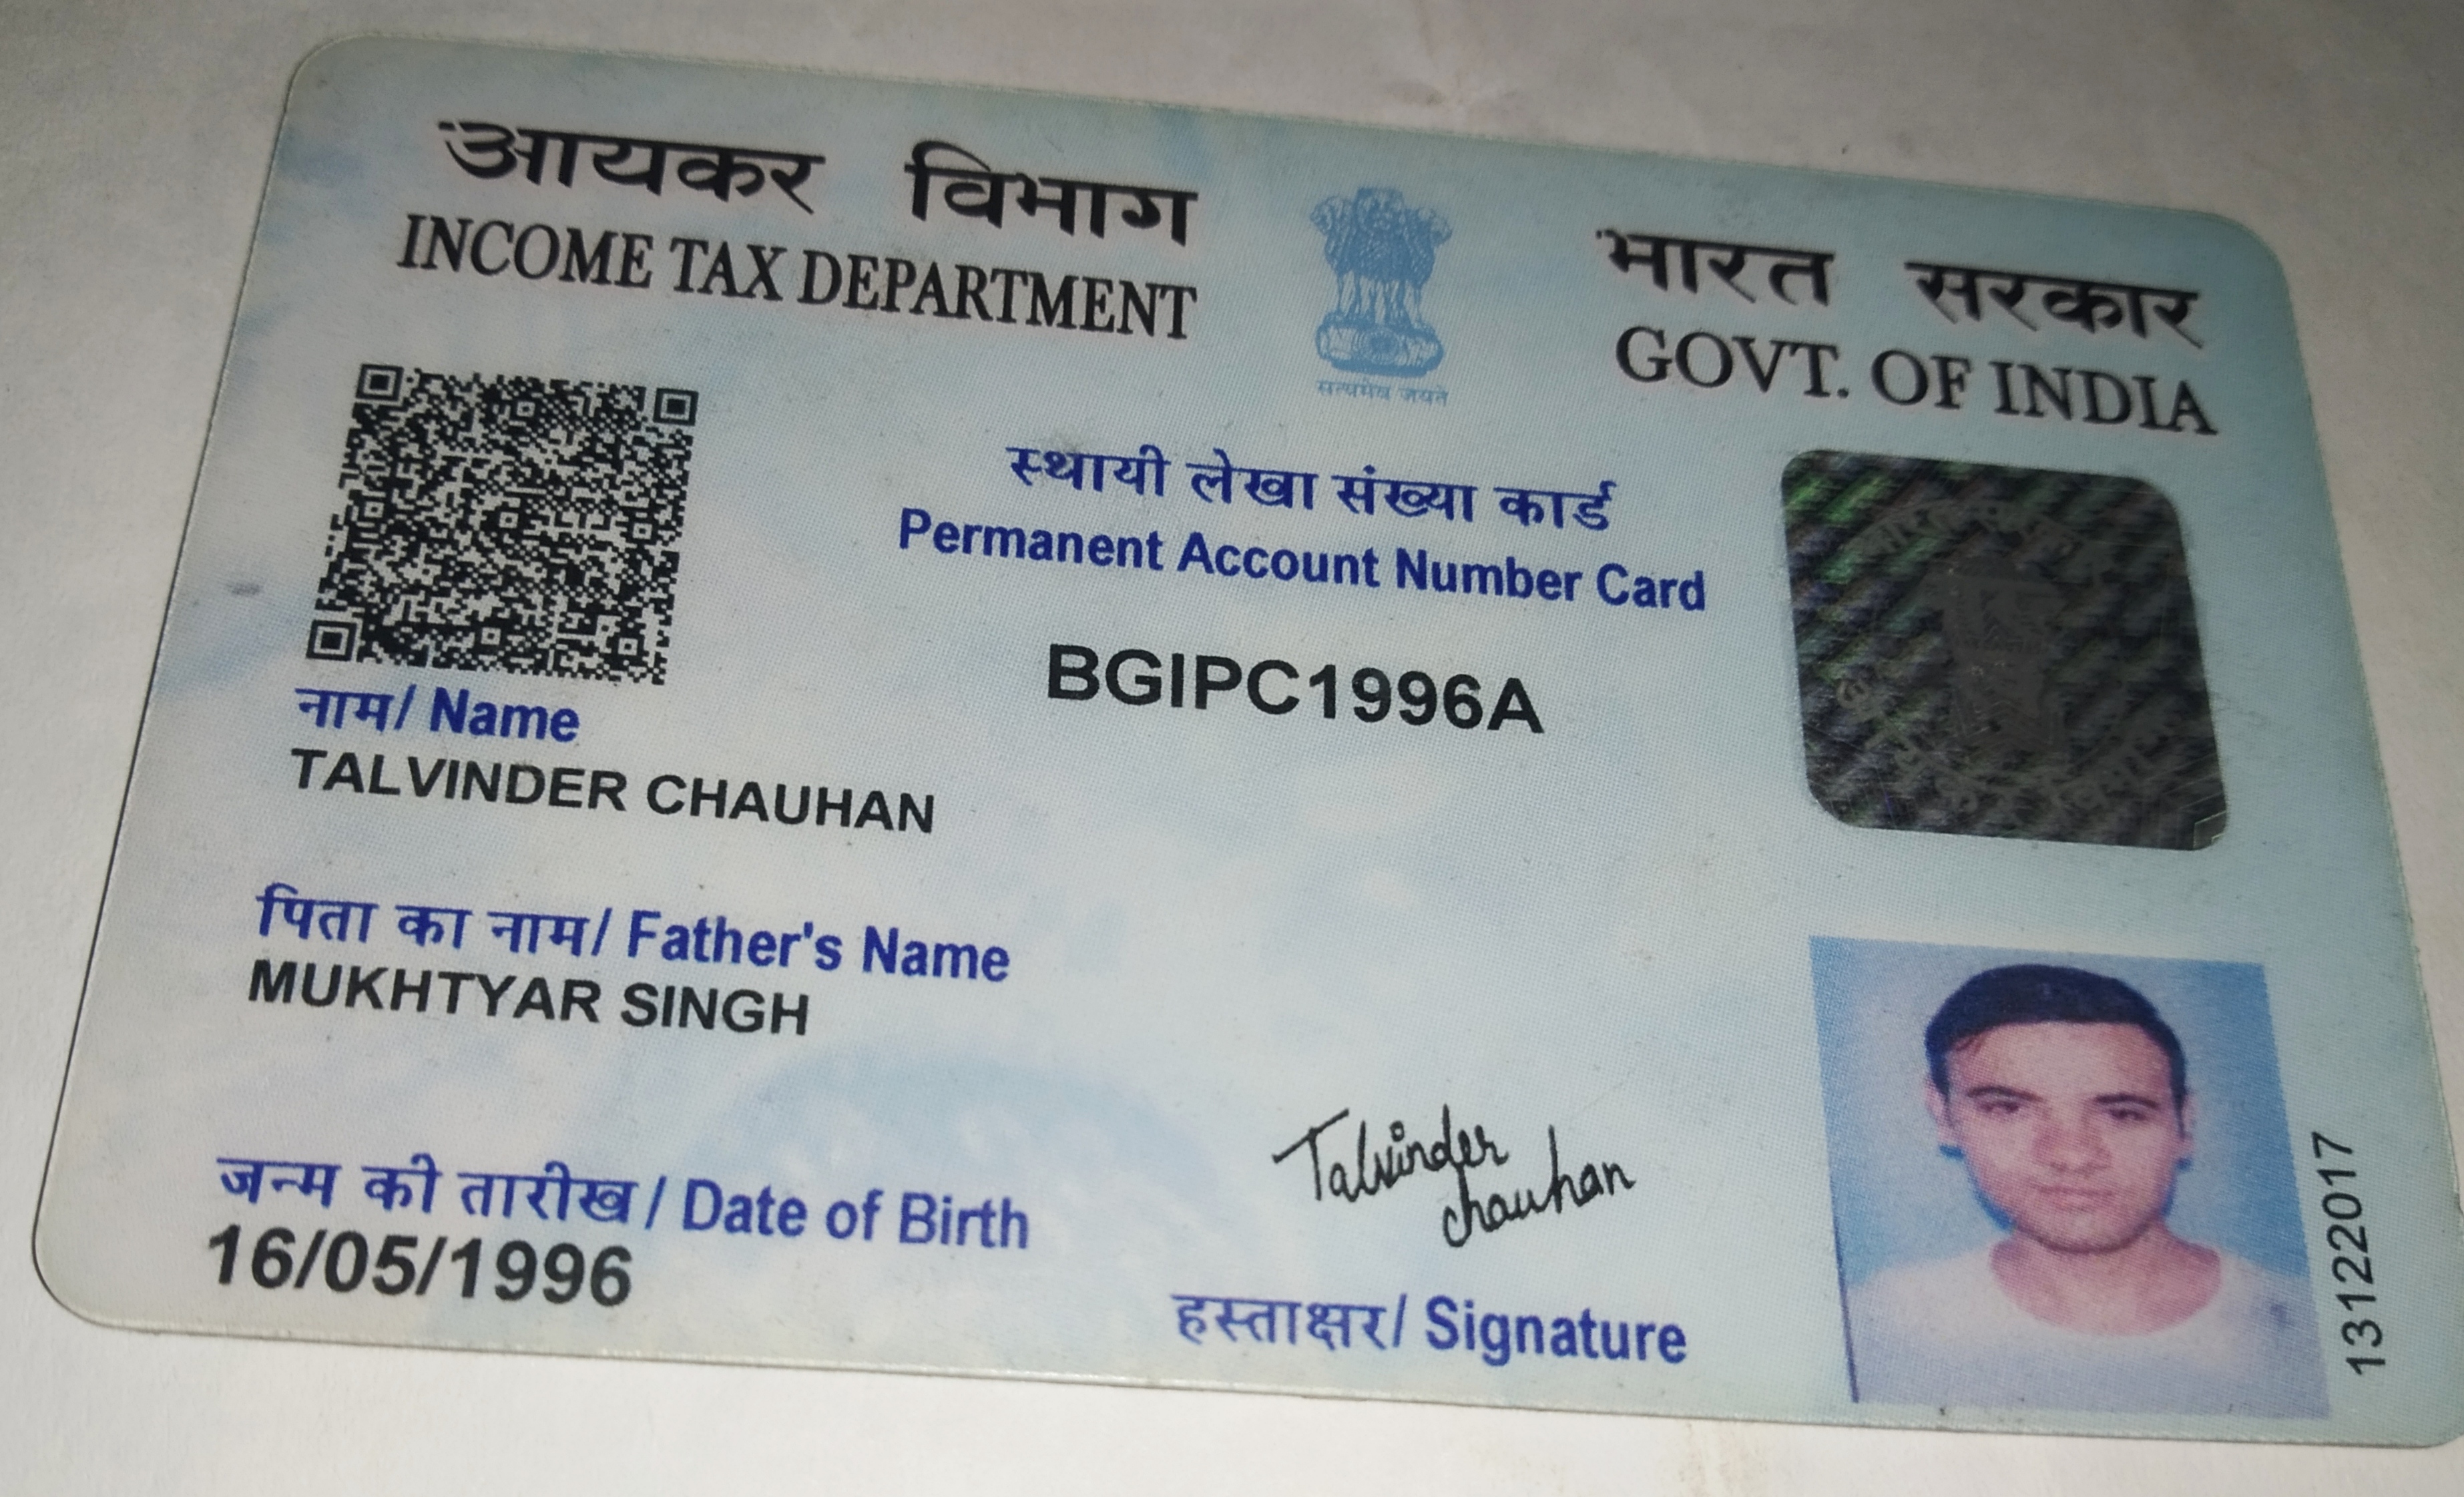 आयकर विभाग
INCOME TAX DEPARTMENT
भारत सरकार
GOVT. OF INDIA
सत्यमेव जयते
स्थायी लेखा संख्या कार्ड
Permanent Account Number Card
BGIPC1996A
नाम/ Name
TALVINDER CHAUHAN
पिता का नाम/ Father's Name
MUKHTYAR SINGH
जन्म की तारीख/ Date of Birth
16/05/1996
Talvinder
chauhan
हस्ताक्षर/ Signature
13122017